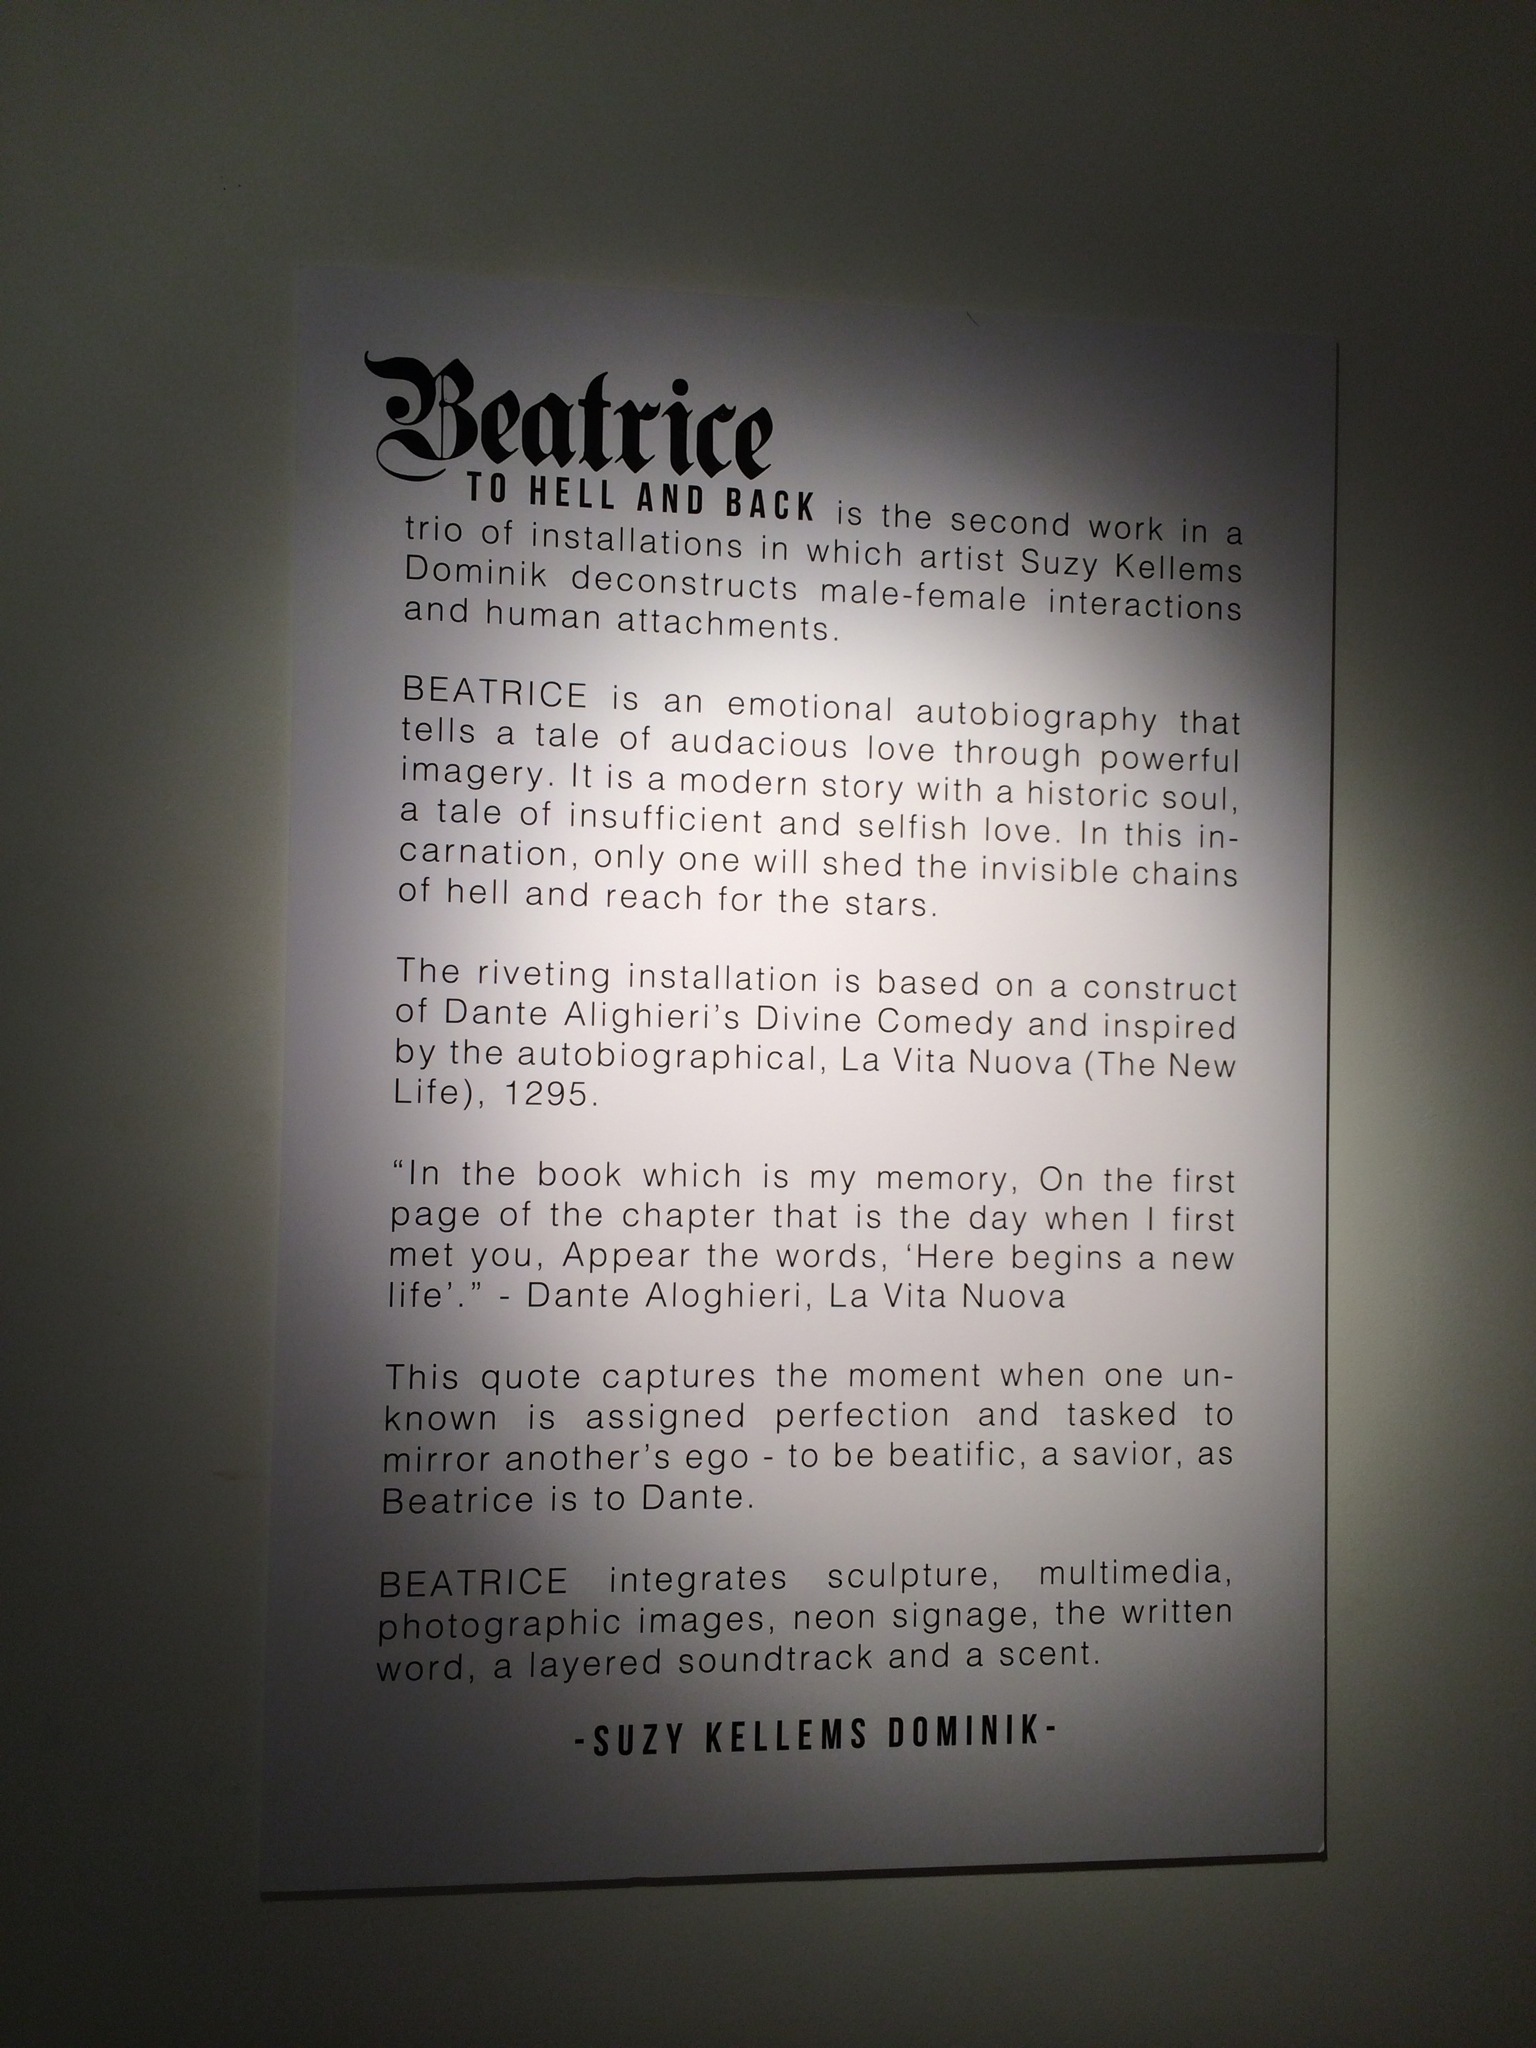 Beatrice
TO HELL AND BACK is the second work in a
trio of installations in which artist Suzy Kellems
Dominik deconstructs male-female interactions
and human attachments.
BEATRICE is an emotional autobiography that
tells a tale of audacious love through powerful
imagery. It is a modern story with a historic soul,
a tale of insufficient and selfish love. In this in-
carnation, only one will shed the invisible chains
of hell and reach for the stars.
The riveting installation is based on a construct
of Dante Alighieri's Divine Comedy and inspired
by the autobiographical, La Vita Nuova (The New
Life), 1295.
“In the book which is my memory, On the first
page of the chapter that is the day when I first
met you, Appear the words, ‘Here begins a new
life’.” - Dante Aloghieri, La Vita Nuova
This quote captures the moment when one un-
known is assigned perfection and tasked to
mirror another's ego - to be beatific, a savior, as
Beatrice is to Dante.
BEATRICE integrates sculpture, multimedia,
photographic images, neon signage, the written
word, a layered soundtrack and a scent.
-SUZY KELLEMS DOMINIK-